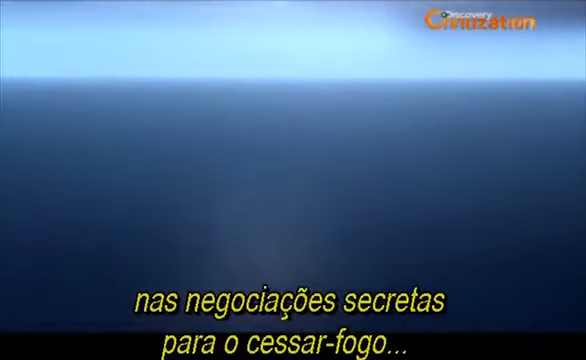 Discovery
Civilization
nas negociações secretas
para o cessar-fogo...